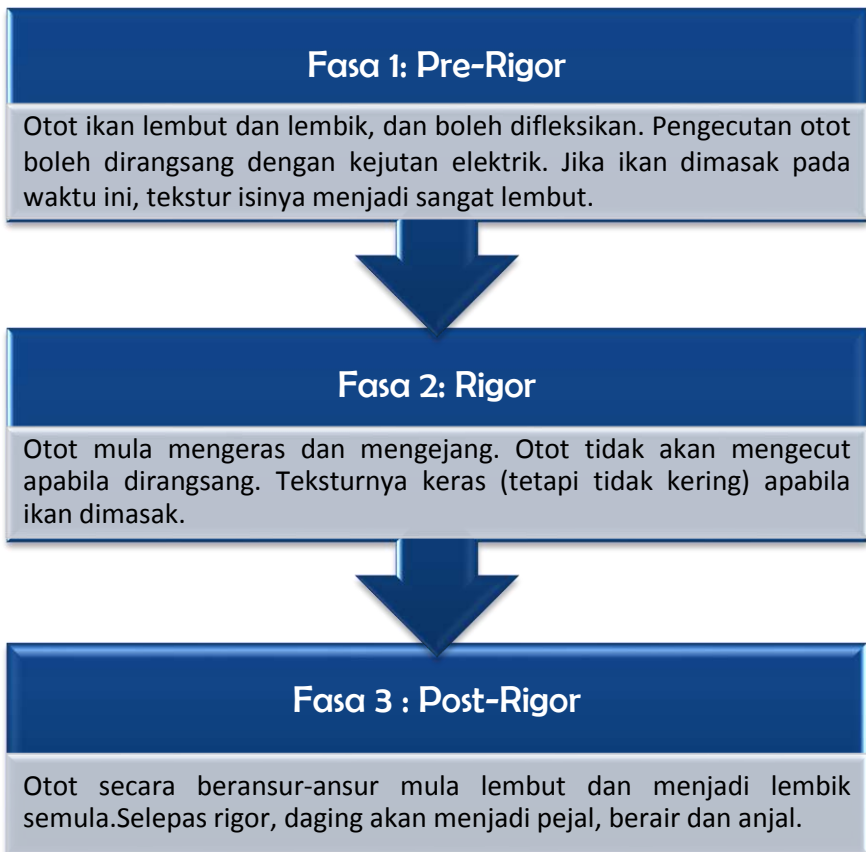 Fasa 1: Pre-Rigor
Otot ikan lembut dan lembik, dan boleh difleksikan. Pengecutan otot
boleh dirangsang dengan kejutan elektrik. Jika ikan dimasak pada
waktu ini, tekstur isinya menjadi sangat lembut.
Fasa 2: Rigor
Otot mula mengeras dan mengejang. Otot tidak akan mengecut
apabila dirangsang. Teksturnya keras (tetapi tidak kering) apabila
ikan dimasak.
Fasa 3 : Post-Rigor
Otot secara beransur-ansur mula lembut dan menjadi lembik
semula.Selepas rigor, daging akan menjadi pejal, berair dan anjal.